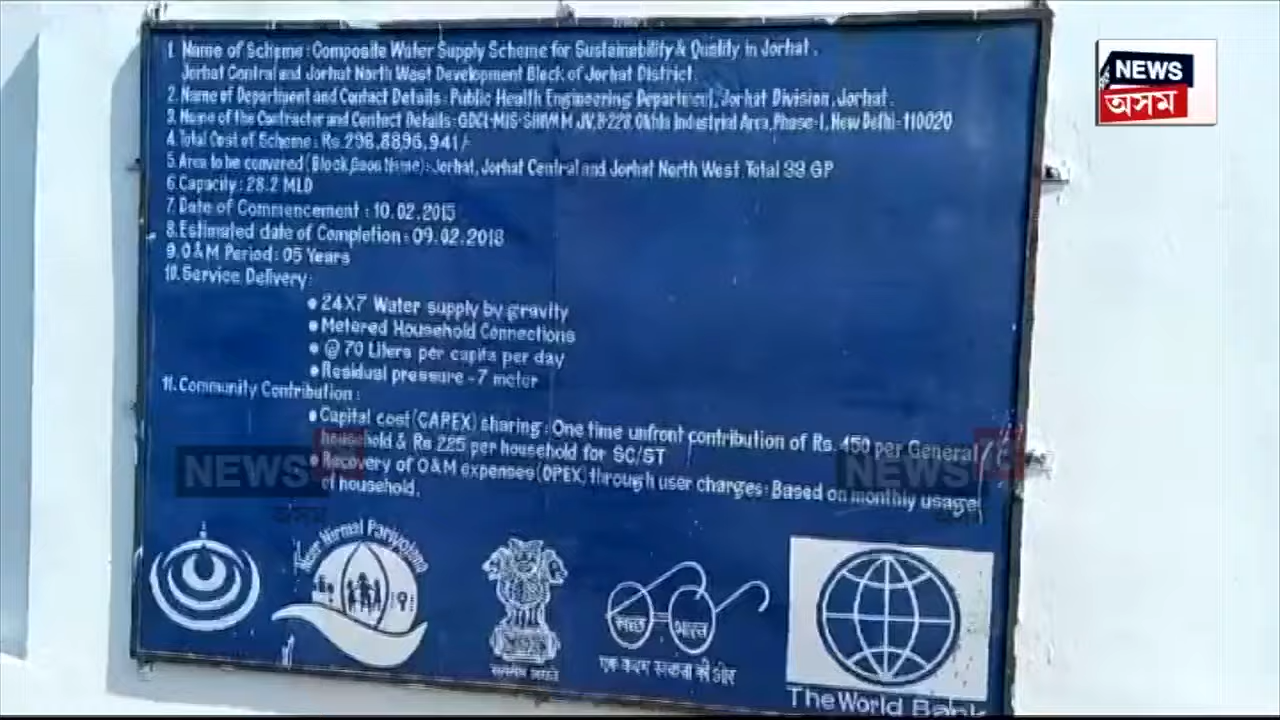 1. Name of Scheme : Composite Water Supply Scheme for Sustainability & Quality in Jorhat .
Jorhat Central and Jorhat North West Development Block of Jorhat District
2. Name of Department and Contact Details : Public Health Engineering Department, Jorhat Division, Jorhat .
3. Name of the Contractor and Contact Details - GDCL-MJS- JV, B-228, Okhla Industrial Area, Phase-I, New Delhi-110020
4. Total Cost of Scheme : Rs. 298,8896,941/-
5. Area to be convered (Block, Gaon Name) : Jorhat, Jorhat Central and Jorhat North West Total 39 GP
6. Capacity : 28.2 MLD
7. Date of Commencement : 10.02.2015
8. Estimated date of Completion : 09.02.2018
9. O&M Period : 05 Years
10. Service Delivery :
• 24X7 Water supply by gravity
• Metered Household Connections
• @ 70 Liters per capita per day
• Residual pressure - 7 meter
11. Community Contribution :
• Capital cost (CAPEX) sharing : One time unfront contribution of Rs. 450 per General
household & Rs 225 per household for SC/ST
• Recovery of O&M expenses (OPEX) through user charges : Based on monthly usage
of household.
Neer Nirmal Pariyojana
सत्यमेव जयते
स्वच्छ भारत
एक कदम स्वच्छता की ओर
The World Bank
NEWS
অসম
NEWS
অসম
NEWS